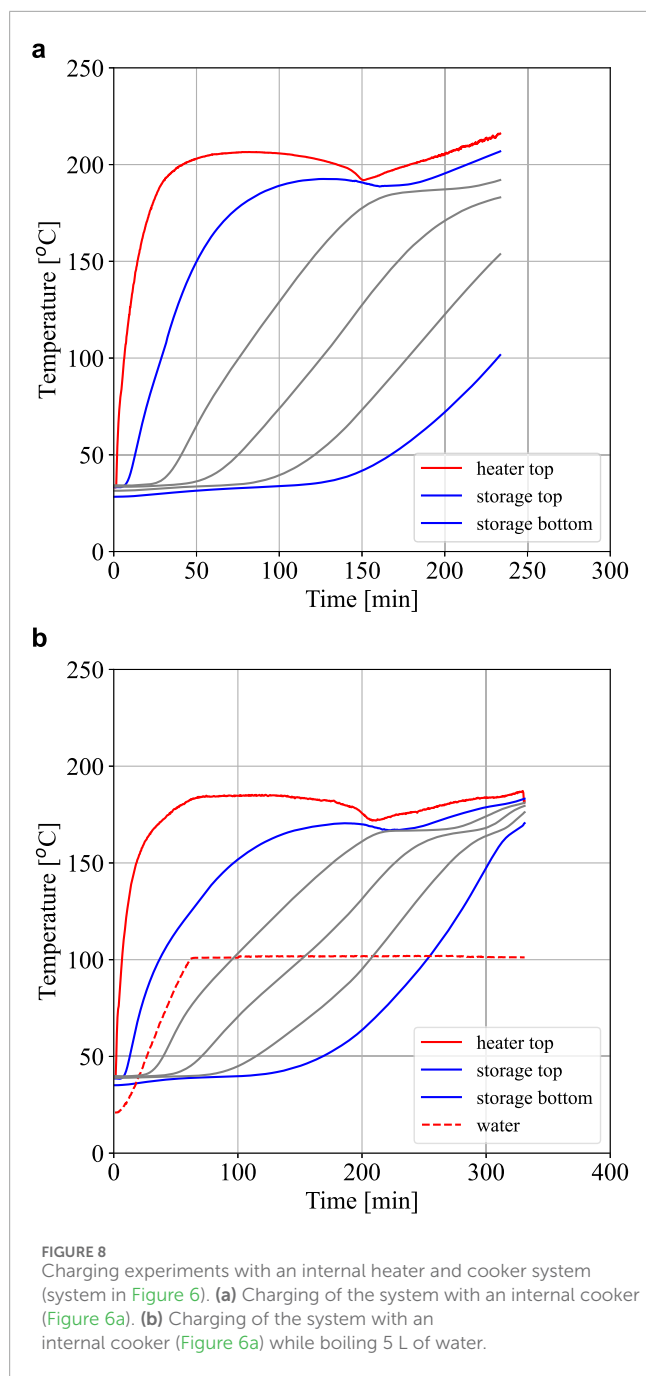 a
250
200
150
100
50
0
Temperature [°C]
heater top
storage top
storage bottom
0 50 100 150 200 250 300
Time [min]
b
250
200
150
100
50
0
Temperature [°C]
heater top
storage top
storage bottom
water
0 100 200 300 400
Time [min]
FIGURE 8
Charging experiments with an internal heater and cooker system
(system in Figure 6). (a) Charging of the system with an internal cooker
(Figure 6a). (b) Charging of the system with an
internal cooker (Figure 6a) while boiling 5 L of water.